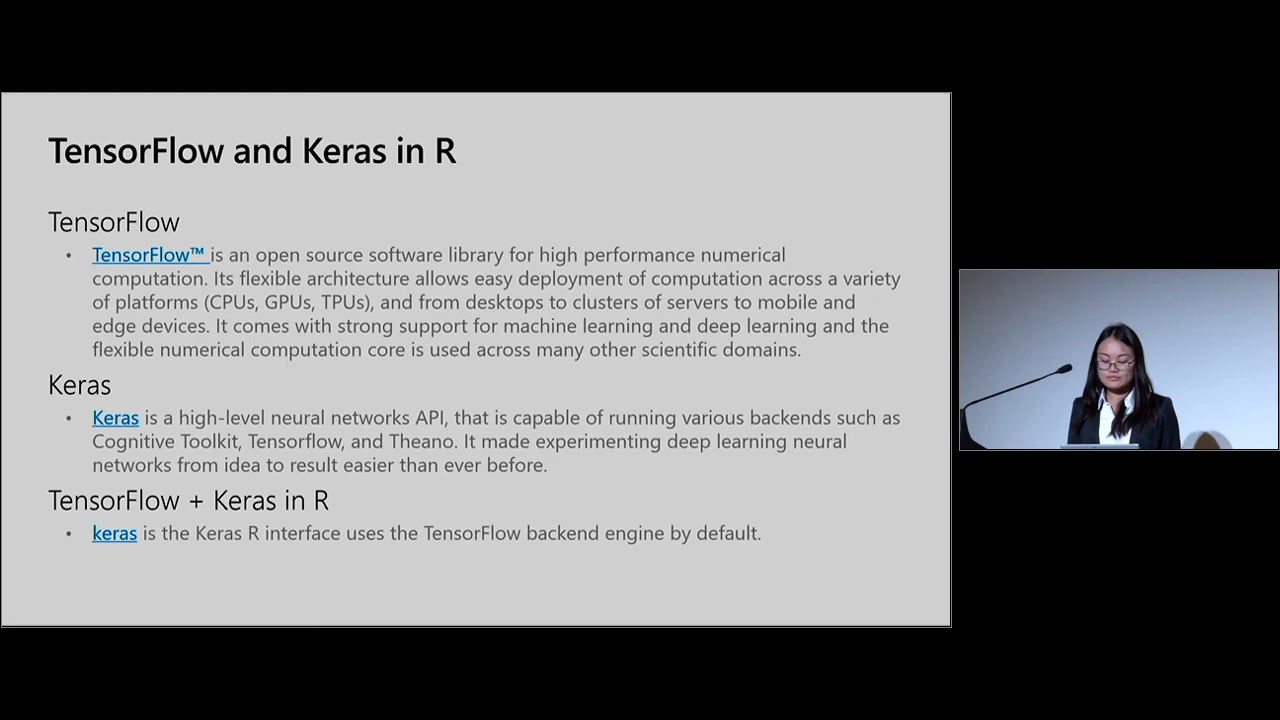 TensorFlow and Keras in R
TensorFlow
• TensorFlow™ is an open source software library for high performance numerical
computation. Its flexible architecture allows easy deployment of computation across a variety
of platforms (CPUs, GPUs, TPUs), and from desktops to clusters of servers to mobile and
edge devices. It comes with strong support for machine learning and deep learning and the
flexible numerical computation core is used across many other scientific domains.
Keras
• Keras is a high-level neural networks API, that is capable of running various backends such as
Cognitive Toolkit, Tensorflow, and Theano. It made experimenting deep learning neural
networks from idea to result easier than ever before.
TensorFlow + Keras in R
• keras is the Keras R interface uses the TensorFlow backend engine by default.